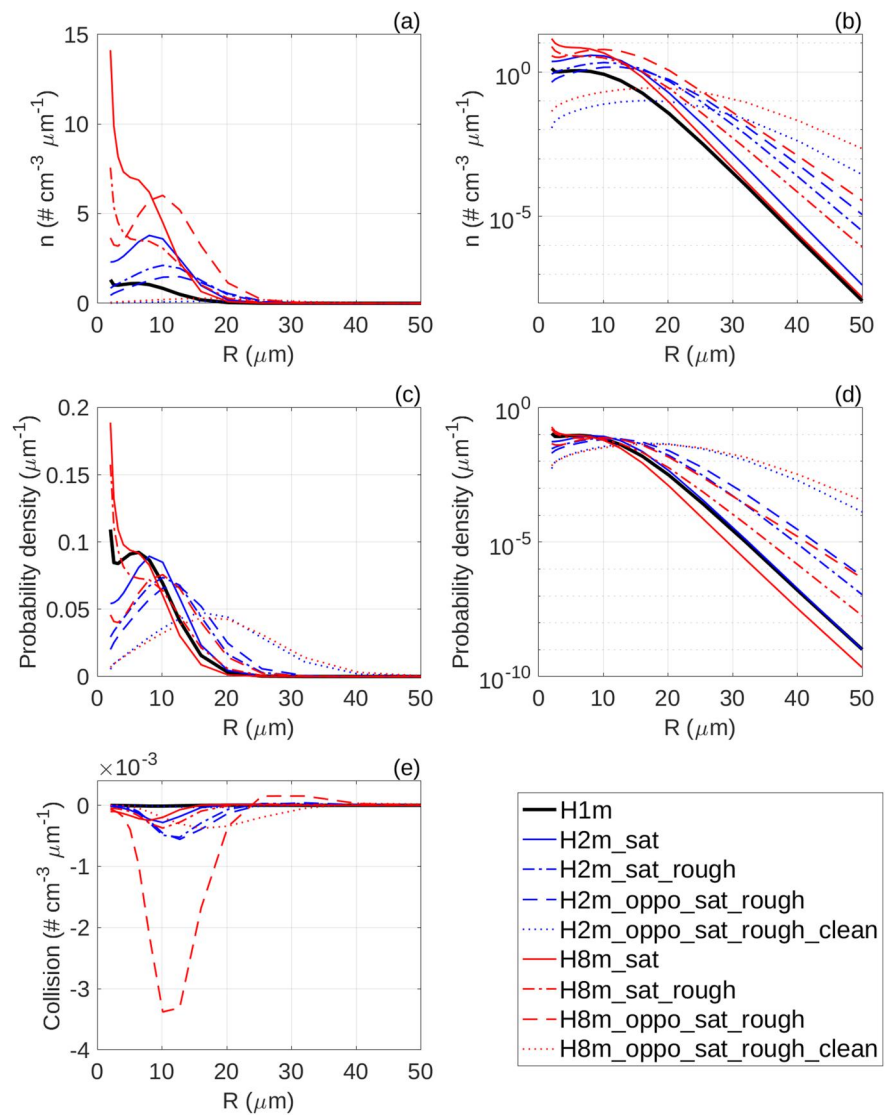 (a)
15
10
5
0
n (# cm⁻³ μm⁻¹)
0 10 20 30 40 50
R (μm)
(b)
10⁰
10⁻⁵
n (# cm⁻³ μm⁻¹)
0 10 20 30 40 50
R (μm)
(c)
0.2
0.15
0.1
0.05
0
Probability density (μm⁻¹)
0 10 20 30 40 50
R (μm)
(d)
10⁰
10⁻⁵
10⁻¹⁰
Probability density (μm⁻¹)
0 10 20 30 40 50
R (μm)
×10⁻³
(e)
0
-1
-2
-3
-4
Collision (# cm⁻³ μm⁻¹)
0 10 20 30 40 50
R (μm)
H1m
H2m_sat
H2m_sat_rough
H2m_oppo_sat_rough
H2m_oppo_sat_rough_clean
H8m_sat
H8m_sat_rough
H8m_oppo_sat_rough
H8m_oppo_sat_rough_clean